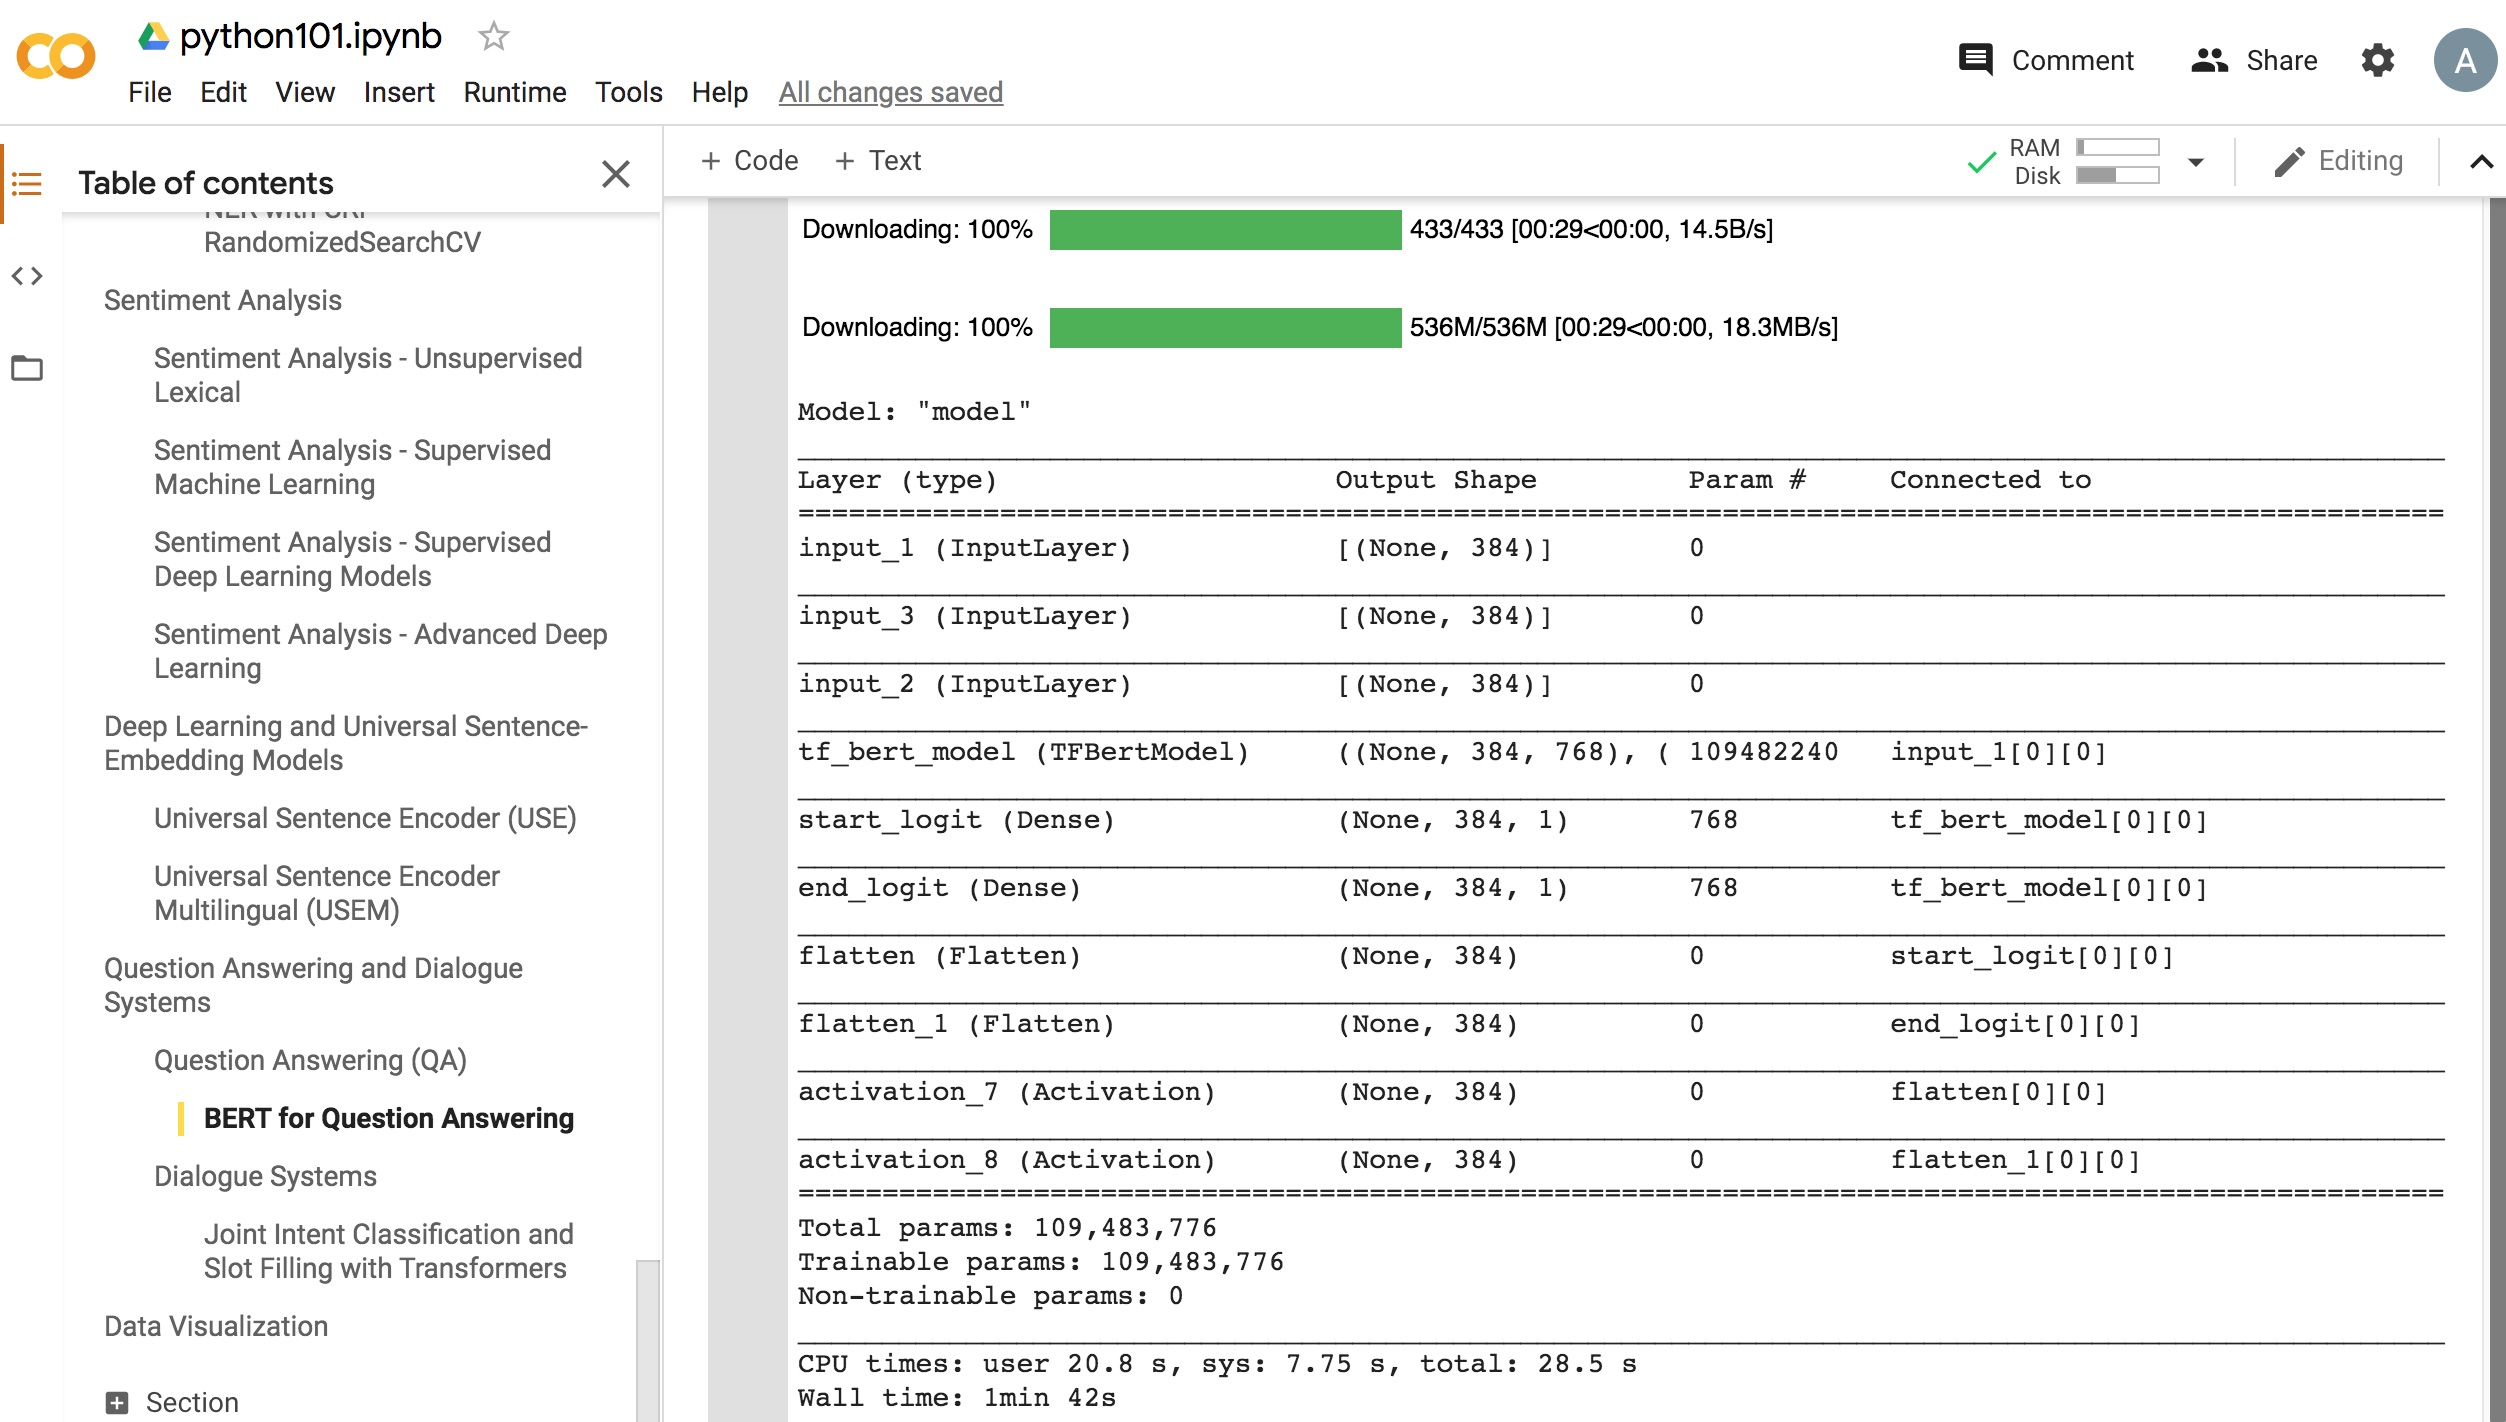 python101.ipynb
File Edit View Insert Runtime Tools Help All changes saved
Comment Share A
Table of contents
NER with CRF
RandomizedSearchCV
Sentiment Analysis
Sentiment Analysis - Unsupervised
Lexical
Sentiment Analysis - Supervised
Machine Learning
Sentiment Analysis - Supervised
Deep Learning Models
Sentiment Analysis - Advanced Deep
Learning
Deep Learning and Universal Sentence-
Embedding Models
Universal Sentence Encoder (USE)
Universal Sentence Encoder
Multilingual (USEM)
Question Answering and Dialogue
Systems
Question Answering (QA)
BERT for Question Answering
Dialogue Systems
Joint Intent Classification and
Slot Filling with Transformers
Data Visualization
Section
+ Code + Text
RAM
Disk
Editing
Downloading: 100% 433/433 [00:29<00:00, 14.5B/s]
Downloading: 100% 536M/536M [00:29<00:00, 18.3MB/s]
Model: "model"
Layer (type) Output Shape Param # Connected to
input_1 (InputLayer) [(None, 384)] 0
input_3 (InputLayer) [(None, 384)] 0
input_2 (InputLayer) [(None, 384)] 0
tf_bert_model (TFBertModel) ((None, 384, 768), ( 109482240 input_1[0][0]
start_logit (Dense) (None, 384, 1) 768 tf_bert_model[0][0]
end_logit (Dense) (None, 384, 1) 768 tf_bert_model[0][0]
flatten (Flatten) (None, 384) 0 start_logit[0][0]
flatten_1 (Flatten) (None, 384) 0 end_logit[0][0]
activation_7 (Activation) (None, 384) 0 flatten[0][0]
activation_8 (Activation) (None, 384) 0 flatten_1[0][0]
Total params: 109,483,776
Trainable params: 109,483,776
Non-trainable params: 0
CPU times: user 20.8 s, sys: 7.75 s, total: 28.5 s
Wall time: 1min 42s